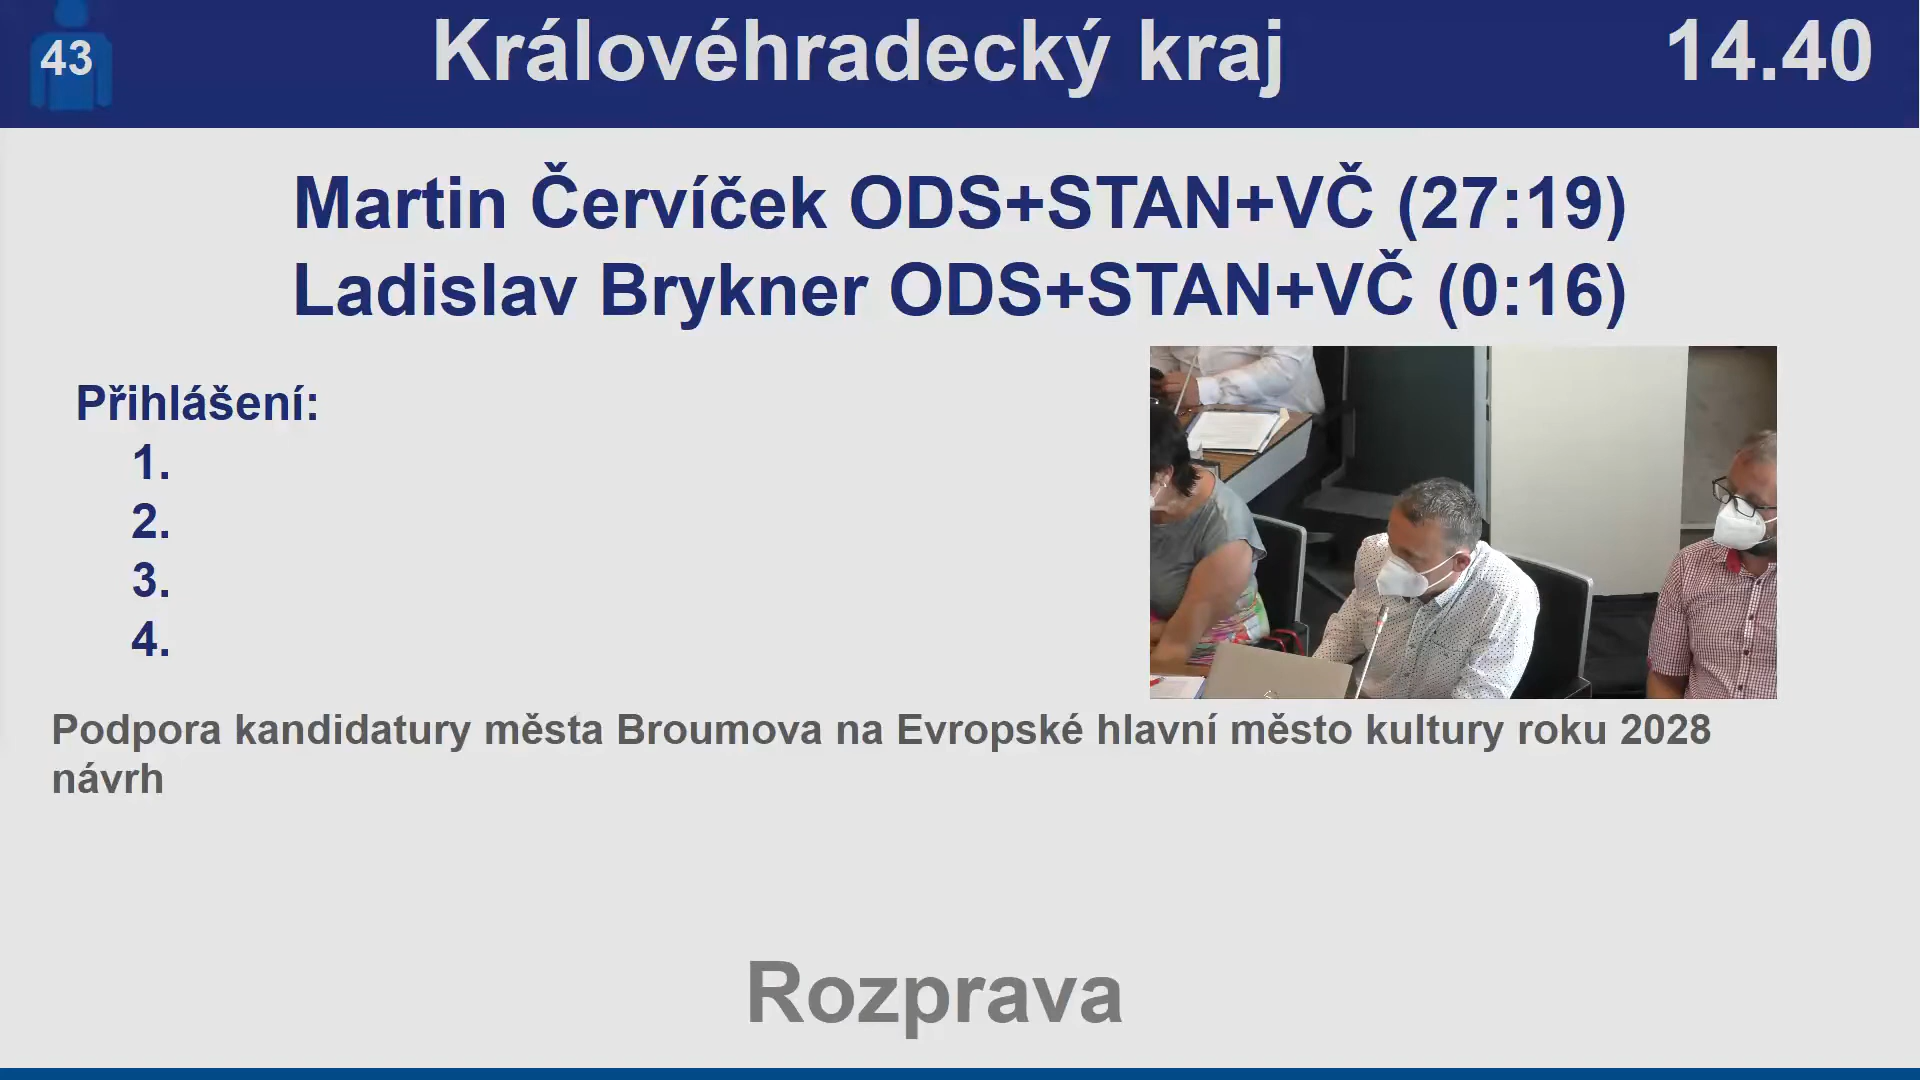 43
Královéhradecký kraj
14.40
Martin Červíček ODS+STAN+VČ (27:19)
Ladislav Brykner ODS+STAN+VČ (0:16)
Přihlášení:
1.
2.
3.
4.
Podpora kandidatury města Broumova na Evropské hlavní město kultury roku 2028
návrh
Rozprava